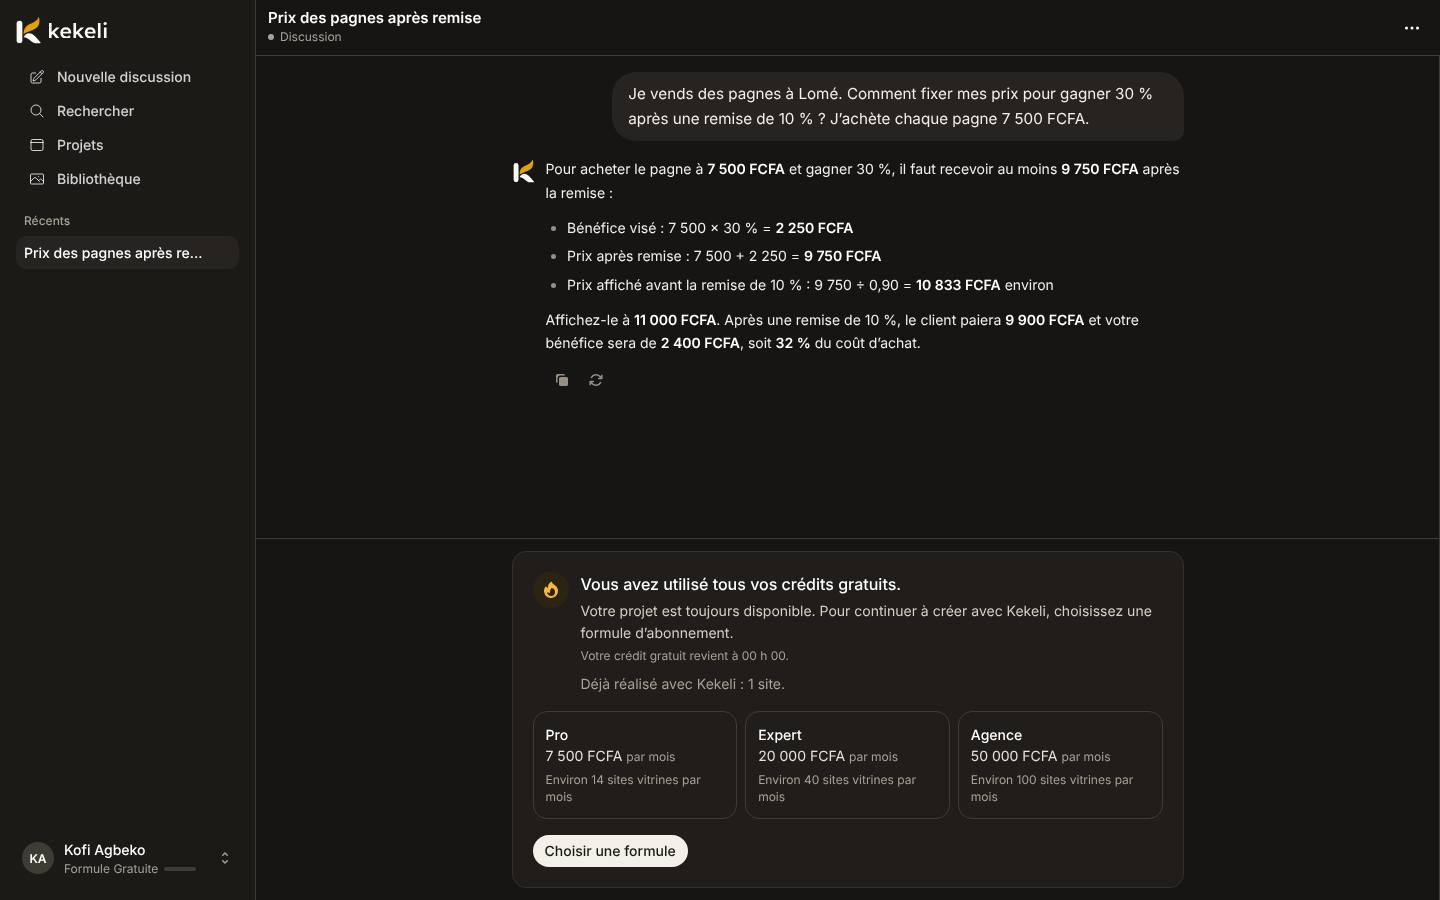 kekeli
Nouvelle discussion
Rechercher
Projets
Bibliothèque
Récents
Prix des pagnes après re...
KA
Kofi Agbeko
Formule Gratuite
Prix des pagnes après remise
Discussion
Je vends des pagnes à Lomé. Comment fixer mes prix pour gagner 30 %
après une remise de 10 % ? J’achète chaque pagne 7 500 FCFA.
Pour acheter le pagne à 7 500 FCFA et gagner 30 %, il faut recevoir au moins 9 750 FCFA après
la remise :
Bénéfice visé : 7 500 × 30 % = 2 250 FCFA
Prix après remise : 7 500 + 2 250 = 9 750 FCFA
Prix affiché avant la remise de 10 % : 9 750 ÷ 0,90 = 10 833 FCFA environ
Affichez-le à 11 000 FCFA. Après une remise de 10 %, le client paiera 9 900 FCFA et votre
bénéfice sera de 2 400 FCFA, soit 32 % du coût d’achat.
Vous avez utilisé tous vos crédits gratuits.
Votre projet est toujours disponible. Pour continuer à créer avec Kekeli, choisissez une
formule d’abonnement.
Votre crédit gratuit revient à 00 h 00.
Déjà réalisé avec Kekeli : 1 site.
Pro
7 500 FCFA par mois
Environ 14 sites vitrines par
mois
Expert
20 000 FCFA par mois
Environ 40 sites vitrines par
mois
Agence
50 000 FCFA par mois
Environ 100 sites vitrines par
mois
Choisir une formule